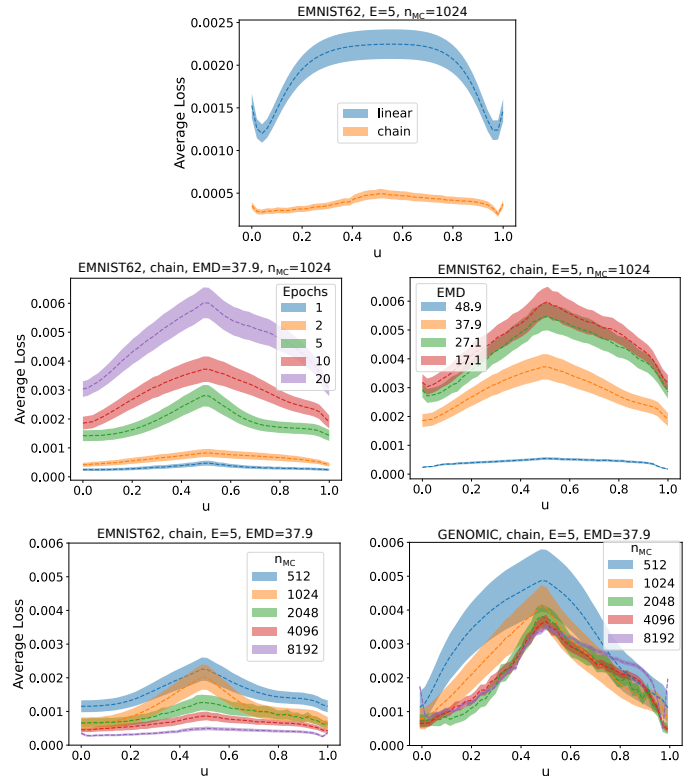 EMNIST62, E=5, nMC=1024
0.0025
0.0020
0.0015
0.0010
0.0005
Average Loss
linear
chain
0.0 0.2 0.4 0.6 0.8 1.0
u
EMNIST62, chain, EMD=37.9, nMC=1024
0.006
0.005
0.004
0.003
0.002
0.001
0.000
Average Loss
Epochs
1
2
5
10
20
0.0 0.2 0.4 0.6 0.8 1.0
u
EMNIST62, chain, E=5, nMC=1024
0.006
0.005
0.004
0.003
0.002
0.001
0.000
EMD
48.9
37.9
27.1
17.1
0.0 0.2 0.4 0.6 0.8 1.0
u
EMNIST62, chain, E=5, EMD=37.9
0.006
0.005
0.004
0.003
0.002
0.001
0.000
Average Loss
nMC
512
1024
2048
4096
8192
0.0 0.2 0.4 0.6 0.8 1.0
u
GENOMIC, chain, E=5, EMD=37.9
0.006
0.005
0.004
0.003
0.002
0.001
0.000
nMC
512
1024
2048
4096
8192
0.0 0.2 0.4 0.6 0.8 1.0
u